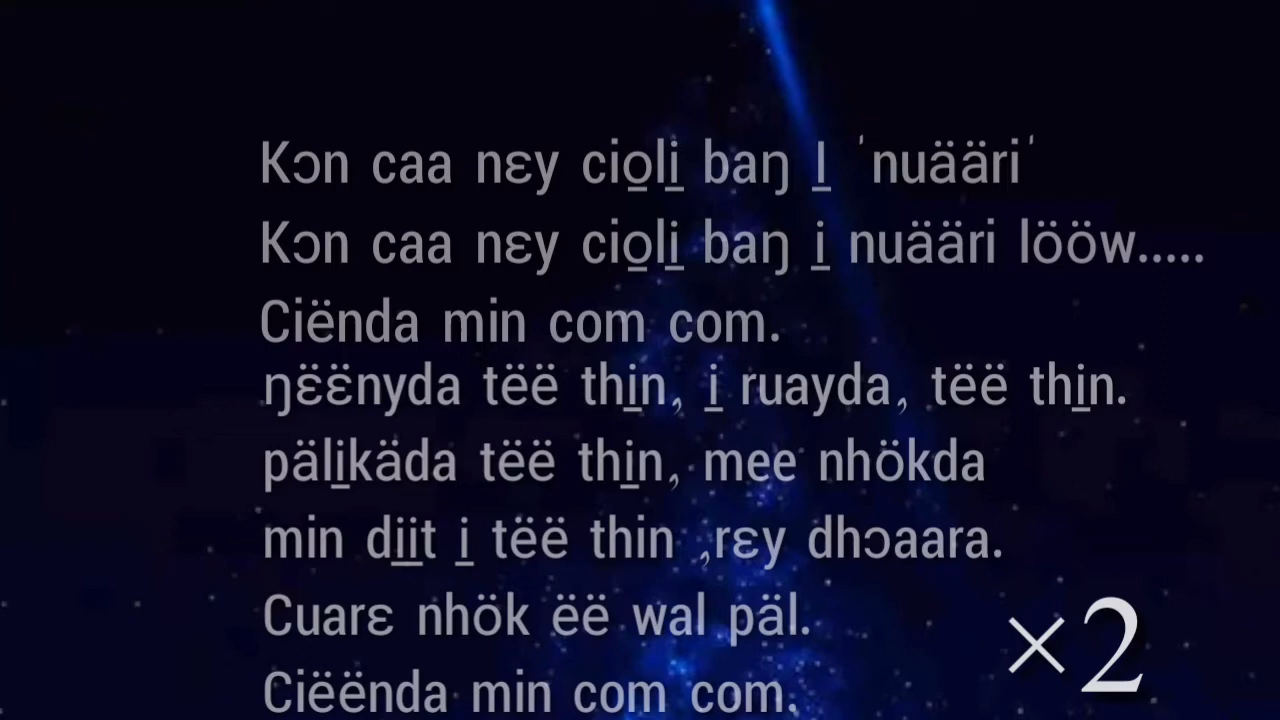 Kɔn caa nɛy cio̱li̱ baŋ I̱ ˈnuääriˈ
Kɔn caa nɛy cio̱li̱ baŋ i̱ nuääri lööw.....
Ciënda min com com.
ŋɛ̈ɛ̈nyda tëë thi̱n, i̱ ruayda, tëë thi̱n.
päli̱käda tëë thi̱n, mee nhökda
min di̱i̱t i̱ tëë thin ,rɛy dhɔaara.
Cuarɛ nhök ëë wal päl.
Ciëënda min com com.
×2